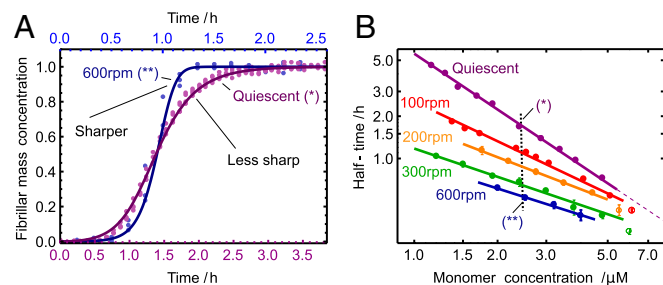 A
Time / h
0.0 1.0 2.0 2.6
1.0
0.8
0.6
0.4
0.2
0.0
Fibrillar mass concentration
600rpm (**)
Sharper
Quiescent (*)
Less sharp
0.0 0.5 1.0 1.5 2.0 2.5 3.0 3.5
Time / h
B
5.0
3.0
2.0
1.5
1.0
Half - time / h
Quiescent
100rpm
200rpm
300rpm
600rpm
(*)
(**)
1.0 1.5 2.0 3.0 5.0 7.0
Monomer concentration /μM